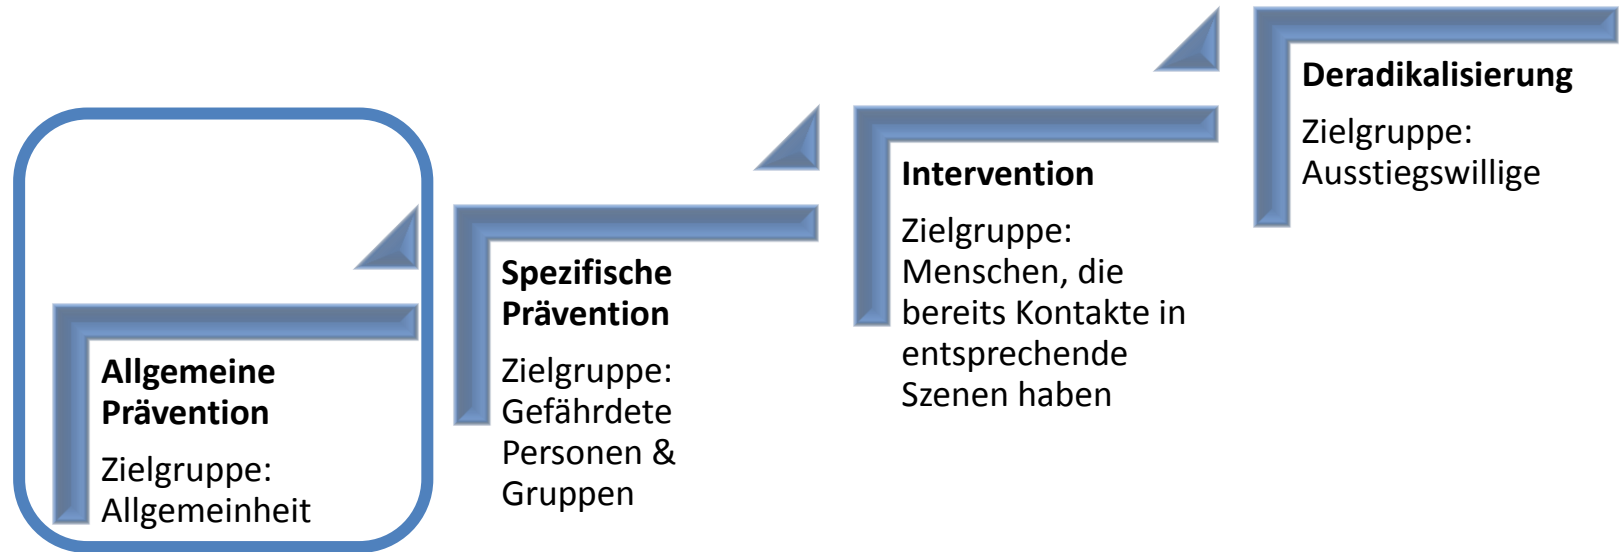 Allgemeine
Prävention
Zielgruppe:
Allgemeinheit
Spezifische
Prävention
Zielgruppe:
Gefährdete
Personen &
Gruppen
Intervention
Zielgruppe:
Menschen, die
bereits Kontakte in
entsprechende
Szenen haben
Deradikalisierung
Zielgruppe:
Ausstiegswillige